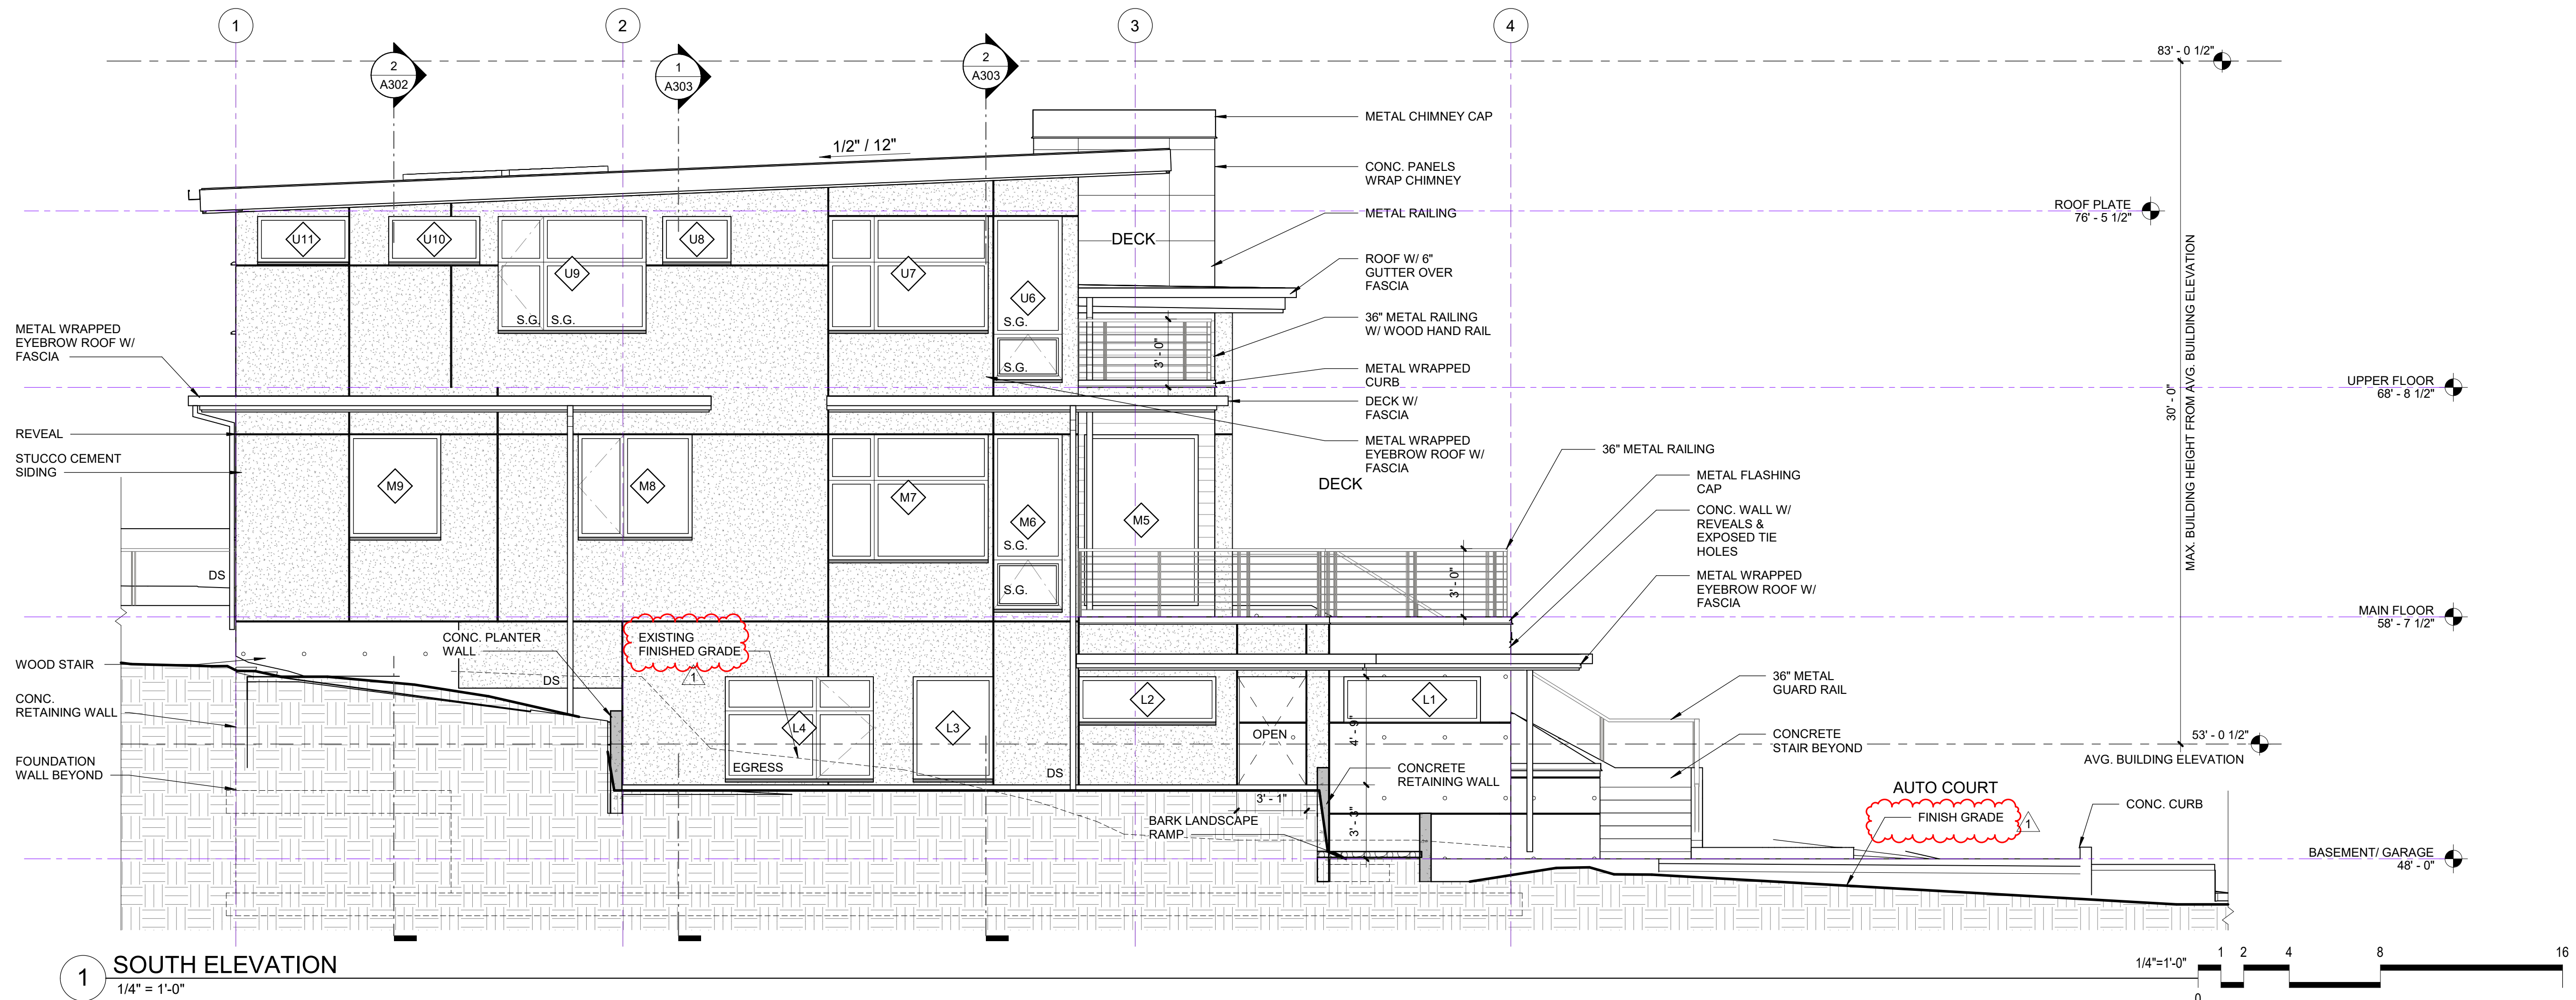 1
2
3
4
2
A302
1
A303
2
A303
83' - 0 1/2"
1/2" / 12"
METAL CHIMNEY CAP
CONC. PANELS
WRAP CHIMNEY
METAL RAILING
DECK
ROOF W/ 6"
GUTTER OVER
FASCIA
36" METAL RAILING
W/ WOOD HAND RAIL
METAL WRAPPED
CURB
DECK W/
FASCIA
METAL WRAPPED
EYEBROW ROOF W/
FASCIA
ROOF PLATE
76' - 5 1/2"
MAX. BUILDING HEIGHT FROM AVG. BUILDING ELEVATION
30' - 0"
UPPER FLOOR
68' - 8 1/2"
MAIN FLOOR
58' - 7 1/2"
53' - 0 1/2"
AVG. BUILDING ELEVATION
BASEMENT/ GARAGE
48' - 0"
U11
U10
U9
S.G.
S.G.
U8
U7
U6
S.G.
S.G.
3' - 0"
METAL WRAPPED
EYEBROW ROOF W/
FASCIA
REVEAL
STUCCO CEMENT
SIDING
DS
WOOD STAIR
CONC.
RETAINING WALL
FOUNDATION
WALL BEYOND
M9
M8
M7
M6
S.G.
S.G.
M5
DECK
3' - 0"
36" METAL RAILING
METAL FLASHING
CAP
CONC. WALL W/
REVEALS &
EXPOSED TIE
HOLES
METAL WRAPPED
EYEBROW ROOF W/
FASCIA
36" METAL
GUARD RAIL
CONCRETE
STAIR BEYOND
CONC. PLANTER
WALL
DS
EXISTING
FINISHED GRADE
1
L4
EGRESS
L3
DS
L2
OPEN
L1
4' - 9"
3' - 3"
3' - 1"
CONCRETE
RETAINING WALL
BARK LANDSCAPE
RAMP
AUTO COURT
FINISH GRADE
1
CONC. CURB
1
SOUTH ELEVATION
1/4" = 1'-0"
1/4"=1'-0"
0
1
2
4
8
16